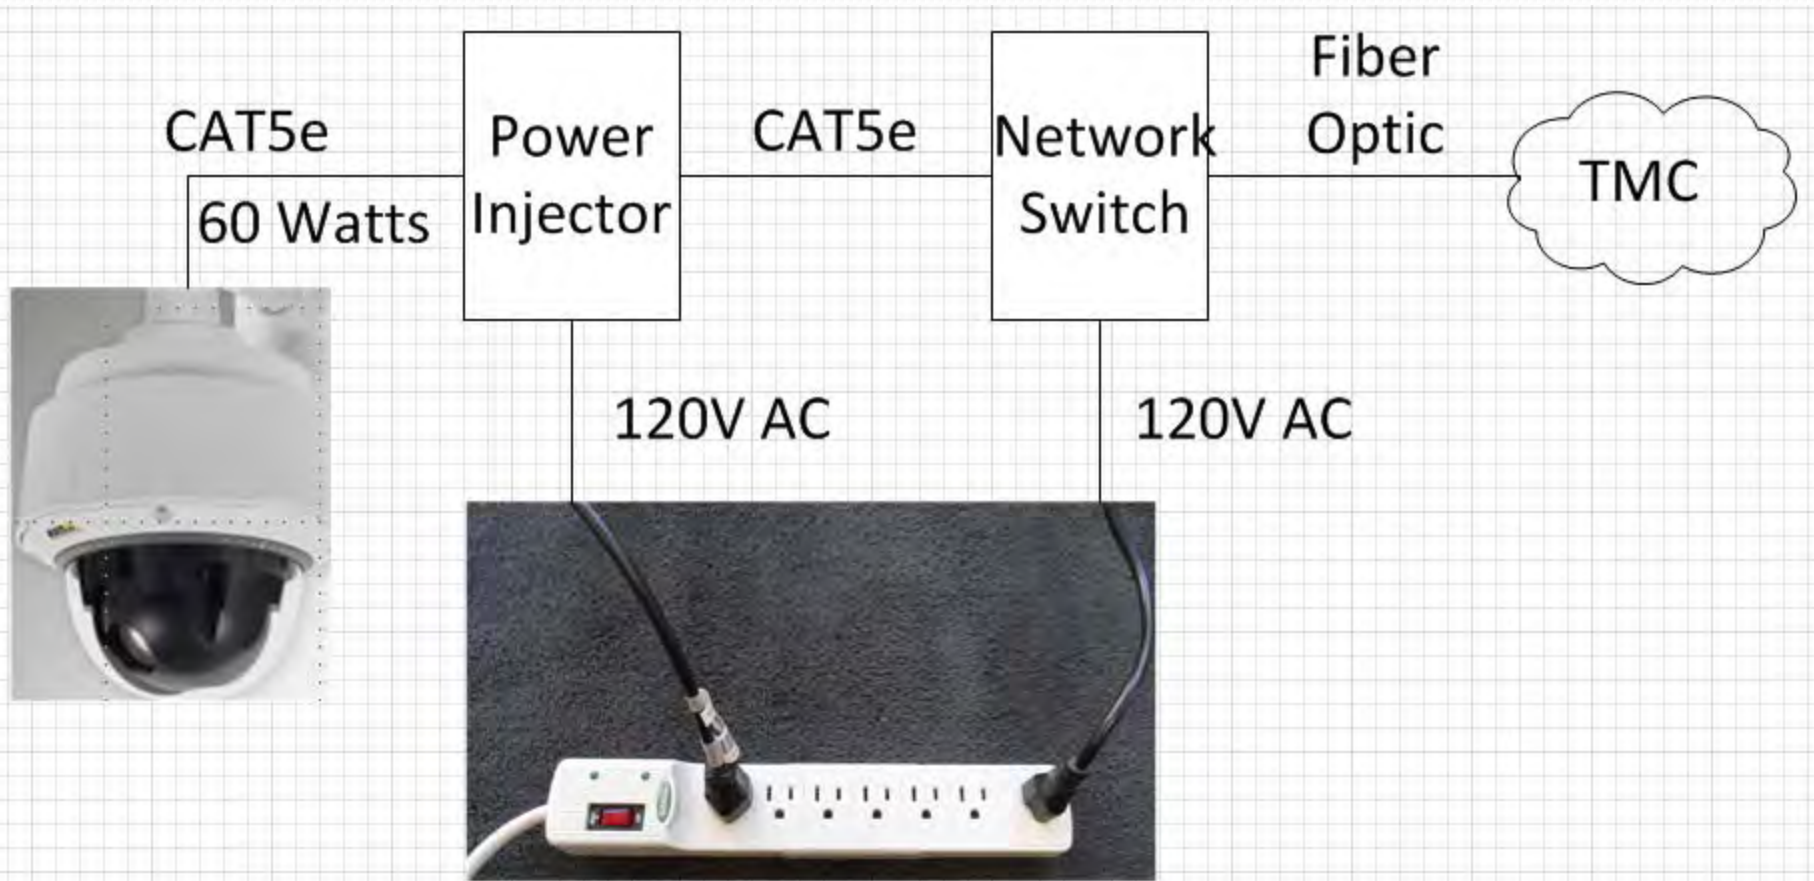 CAT5e
60 Watts
Power
Injector
CAT5e
Network
Switch
Fiber
Optic
TMC
120V AC
120V AC